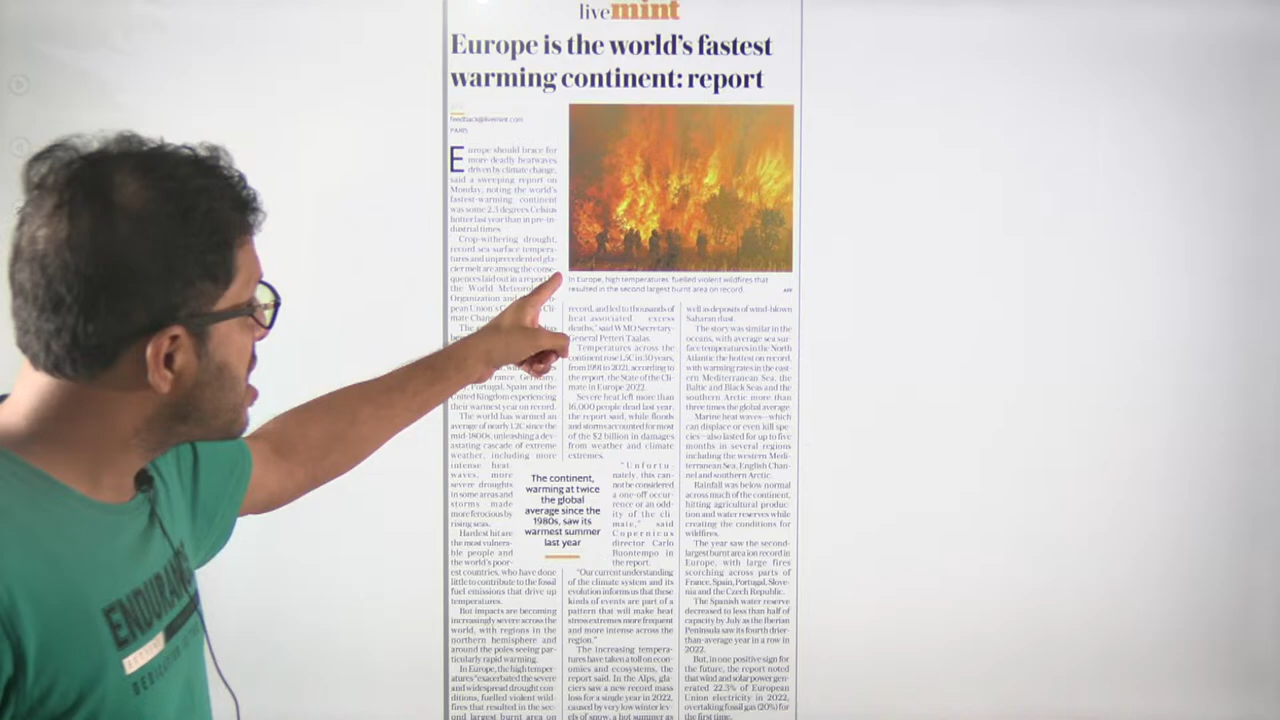 livemint
Europe is the world's fastest
warming continent: report
feedback@livemint.com
PARIS
Europe should brace for
more deadly heatwaves
driven by climate change,
said a sweeping report on
Monday, noting the world's
fastest-warming continent
was some 2.3 degrees Celsius
hotter last year than in pre-in-
dustrial times.
Crop-withering drought,
record sea surface tempera-
tures and unprecedented gla-
cier melt are among the conse-
quences laid out in a report
the World Meteorol
Organization and
pean Union's
mate Chan
The
France, Germany,
Portugal, Spain and the
United Kingdom experiencing
their warmest year on record.
The world has warmed an
average of nearly 1.2C since the
mid-1800s, unleashing a dev-
astating cascade of extreme
weather, including more
intense heat
waves, more
severe droughts
in some areas and
storms made
more ferocious by
rising seas.
Hardest hit are
the most vulnera-
ble people and
the world's poor-
est countries, who have done
little to contribute to the fossil
fuel emissions that drive up
temperatures.
But impacts are becoming
increasingly severe across the
world, with regions in the
northern hemisphere and
around the poles seeing par-
ticularly rapid warming.
In Europe, the high temper-
atures "exacerbated the severe
and widespread drought con-
ditions, fuelled violent wild-
fires that resulted in the sec-
ond largest burnt area on
In Europe, high temperatures fuelled violent wildfires that
resulted in the second largest burnt area on record.
AFP
record, and led to thousands of
heat associated excess
deaths," said WMO Secretary-
General Petteri Taalas.
Temperatures across the
continent rose 1.5C in 30 years,
from 1991 to 2021, according to
the report, the State of the Cli-
mate in Europe 2022.
Severe heat left more than
16,000 people dead last year,
the report said, while floods
and storms accounted for most
of the $2 billion in damages
from weather and climate
extremes.
"Unfortu-
nately, this can-
not be considered
a one-off occur-
rence or an odd-
ity of the cli-
mate," said
Copernicus
director Carlo
Buontempo in
the report.
"Our current understanding
of the climate system and its
evolution informs us that these
kinds of events are part of a
pattern that will make heat
stress extremes more frequent
and more intense across the
region."
The increasing tempera-
tures have taken a toll on econ-
omies and ecosystems, the
report said. In the Alps, gla-
ciers saw a new record mass
loss for a single year in 2022,
caused by very low winter lev-
els of snow, a hot summer as
The continent,
warming at twice
the global
average since the
1980s, saw its
warmest summer
last year
well as deposits of wind-blown
Saharan dust.
The story was similar in the
oceans, with average sea sur-
face temperatures in the North
Atlantic the hottest on record,
with warming rates in the east-
ern Mediterranean Sea, the
Baltic and Black Seas and the
southern Arctic more than
three times the global average.
Marine heat waves—which
can displace or even kill spe-
cies—also lasted for up to five
months in several regions
including the western Medi-
terranean Sea, English Chan-
nel and southern Arctic.
Rainfall was below normal
across much of the continent,
hitting agricultural produc-
tion and water reserves while
creating the conditions for
wildfires.
The year saw the second-
largest burnt area ion record in
Europe, with large fires
scorching across parts of
France, Spain, Portugal, Slove-
nia and the Czech Republic.
The Spanish water reserve
decreased to less than half of
capacity by July as the Iberian
Peninsula saw its fourth drier-
than-average year in a row in
2022.
But, in one positive sign for
the future, the report noted
that wind and solar power gen-
erated 22.3% of European
Union electricity in 2022,
overtaking fossil gas (20%) for
the first time.
ENDURANCE